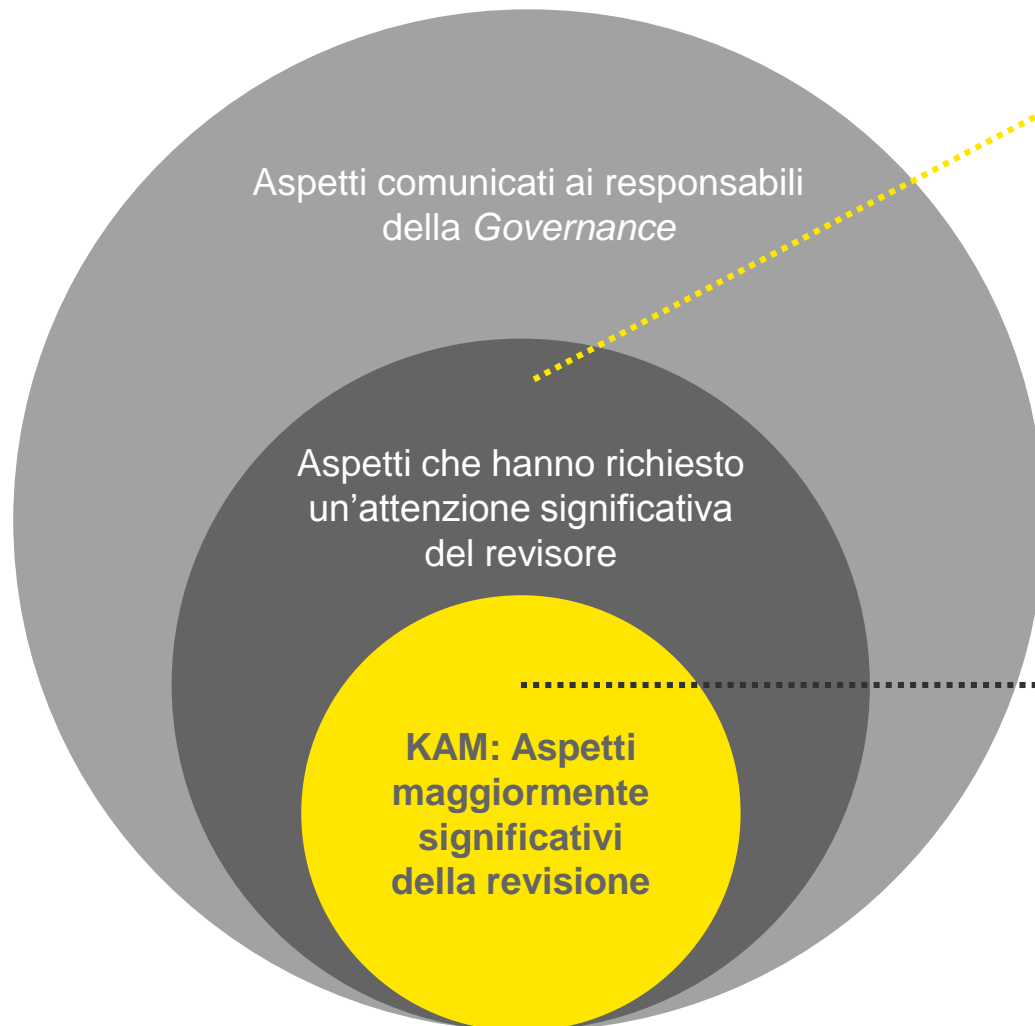 Aspetti comunicati ai responsabili
della Governance
Aspetti che hanno richiesto
un’attenzione significativa
del revisore
KAM: Aspetti
maggiormente
significativi
della revisione